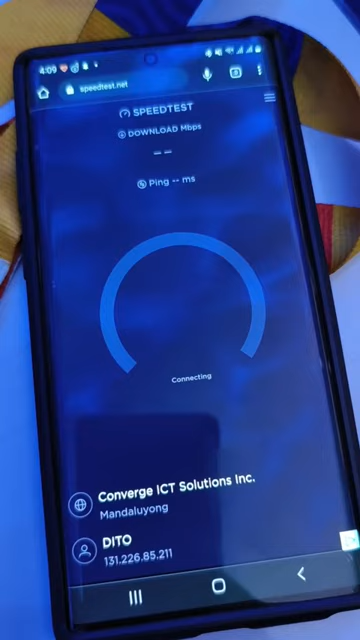 4:09
speedtest.net
SPEEDTEST
DOWNLOAD Mbps
--
Ping -- ms
Connecting
Converge ICT Solutions Inc.
Mandaluyong
DITO
131.226.85.211